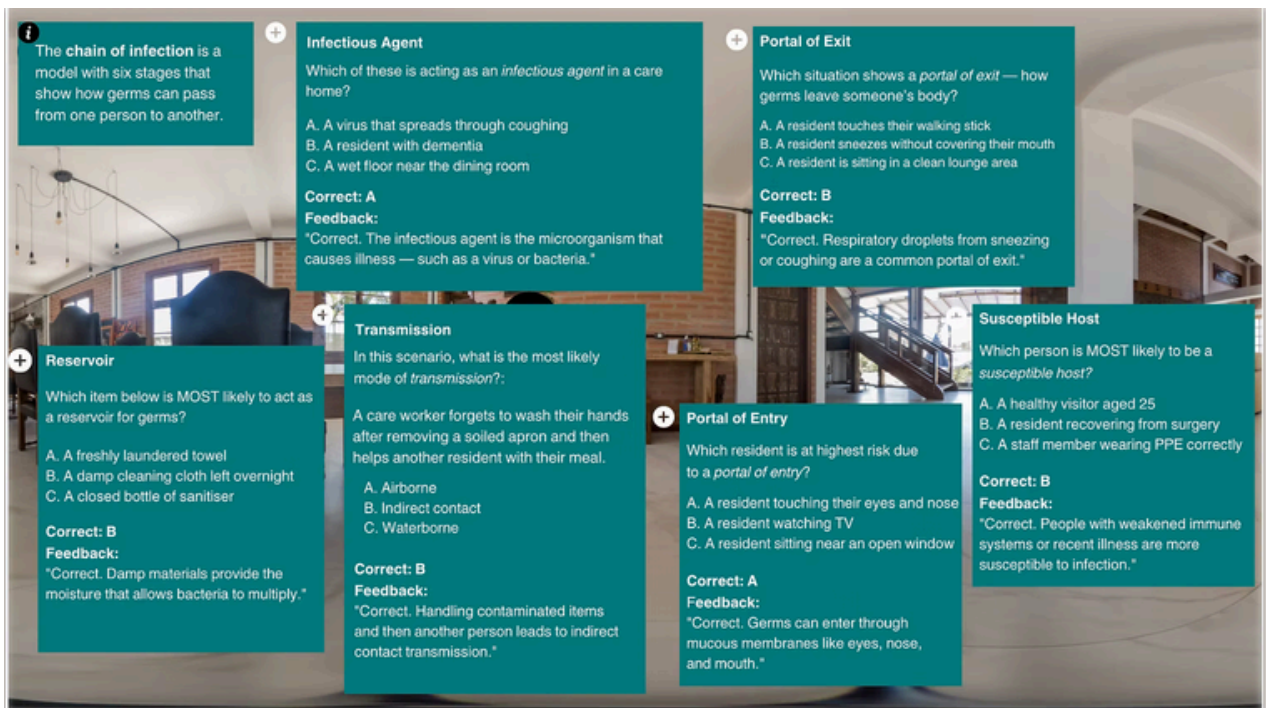 The chain of infection is a
model with six stages that
show how germs can pass
from one person to another.
Infectious Agent
Which of these is acting as an infectious agent in a care
home?
A. A virus that spreads through coughing
B. A resident with dementia
C. A wet floor near the dining room
Correct: A
Feedback:
"Correct. The infectious agent is the microorganism that
causes illness — such as a virus or bacteria."
Portal of Exit
Which situation shows a portal of exit — how
germs leave someone's body?
A. A resident touches their walking stick
B. A resident sneezes without covering their mouth
C. A resident is sitting in a clean lounge area
Correct: B
Feedback:
"Correct. Respiratory droplets from sneezing
or coughing are a common portal of exit."
Reservoir
Which item below is MOST likely to act as
a reservoir for germs?
A. A freshly laundered towel
B. A damp cleaning cloth left overnight
C. A closed bottle of sanitiser
Correct: B
Feedback:
"Correct. Damp materials provide the
moisture that allows bacteria to multiply."
Transmission
In this scenario, what is the most likely
mode of transmission?:
A care worker forgets to wash their hands
after removing a soiled apron and then
helps another resident with their meal.
A. Airborne
B. Indirect contact
C. Waterborne
Correct: B
Feedback:
"Correct. Handling contaminated items
and then another person leads to indirect
contact transmission."
Portal of Entry
Which resident is at highest risk due
to a portal of entry?
A. A resident touching their eyes and nose
B. A resident watching TV
C. A resident sitting near an open window
Correct: A
Feedback:
"Correct. Germs can enter through
mucous membranes like eyes, nose,
and mouth."
Susceptible Host
Which person is MOST likely to be a
susceptible host?
A. A healthy visitor aged 25
B. A resident recovering from surgery
C. A staff member wearing PPE correctly
Correct: B
Feedback:
"Correct. People with weakened immune
systems or recent illness are more
susceptible to infection."